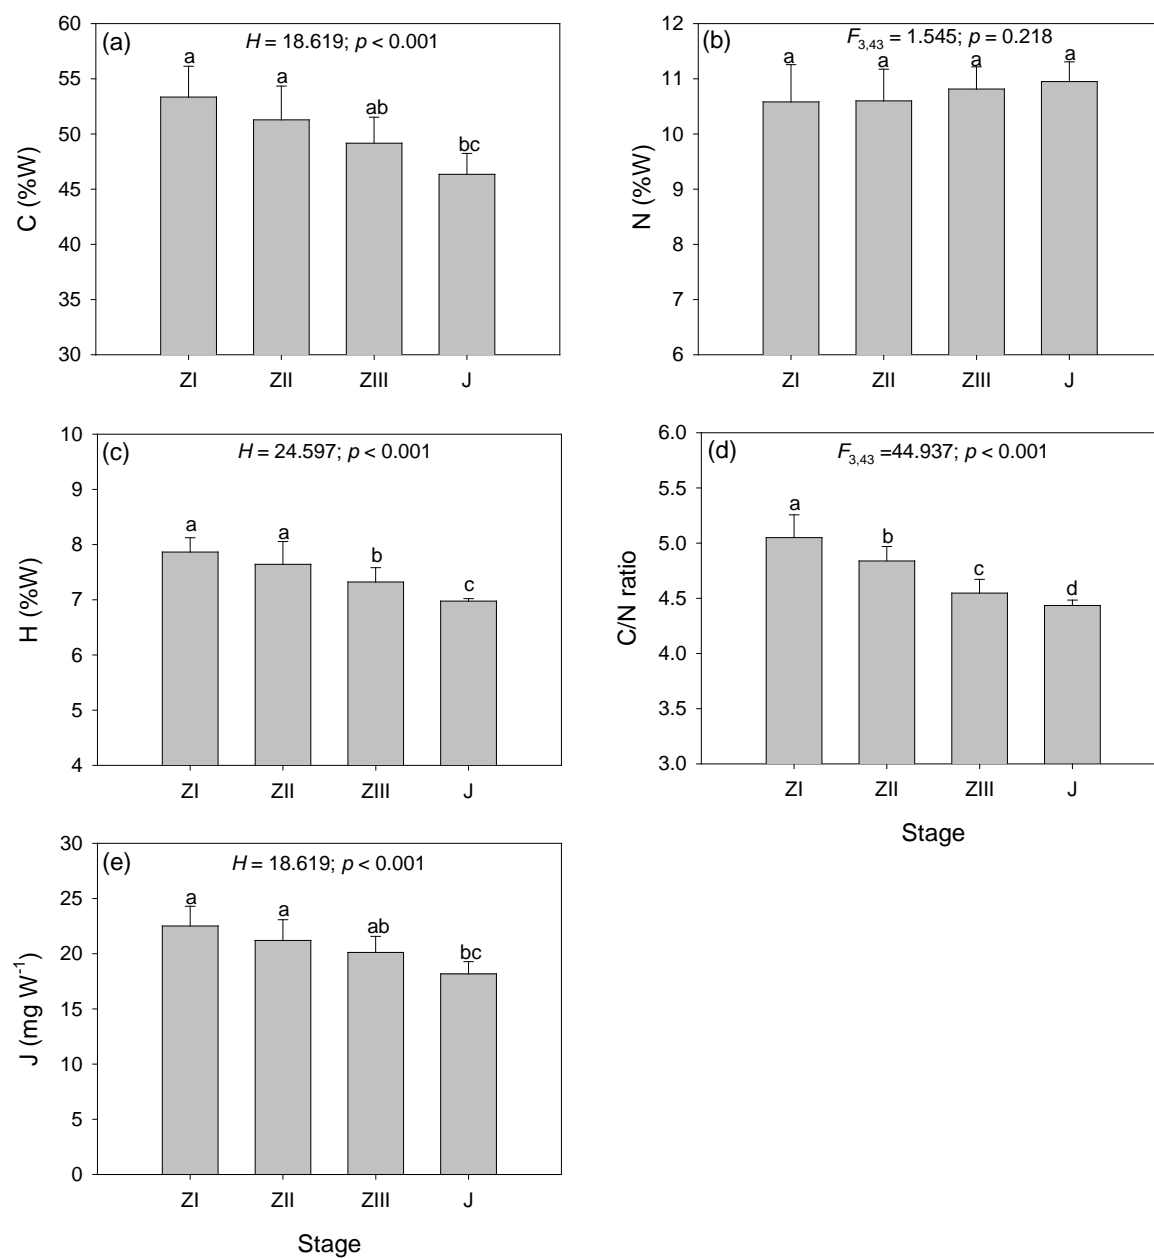 (a)
H = 18.619; p < 0.001
60
55
50
45
40
35
30
C (%W)
a
a
ab
bc
ZI ZII ZIII J
(b)
F3,43 = 1.545; p = 0.218
12
11
10
9
8
7
6
N (%W)
a
a
a
a
ZI ZII ZIII J
(c)
H = 24.597; p < 0.001
10
9
8
7
6
5
4
H (%W)
a
a
b
c
ZI ZII ZIII J
(d)
F3,43 =44.937; p < 0.001
6.0
5.5
5.0
4.5
4.0
3.5
3.0
C/N ratio
a
b
c
d
ZI ZII ZIII J
Stage
(e)
H = 18.619; p < 0.001
30
25
20
15
10
5
0
J (mg W-1)
a
a
ab
bc
ZI ZII ZIII J
Stage